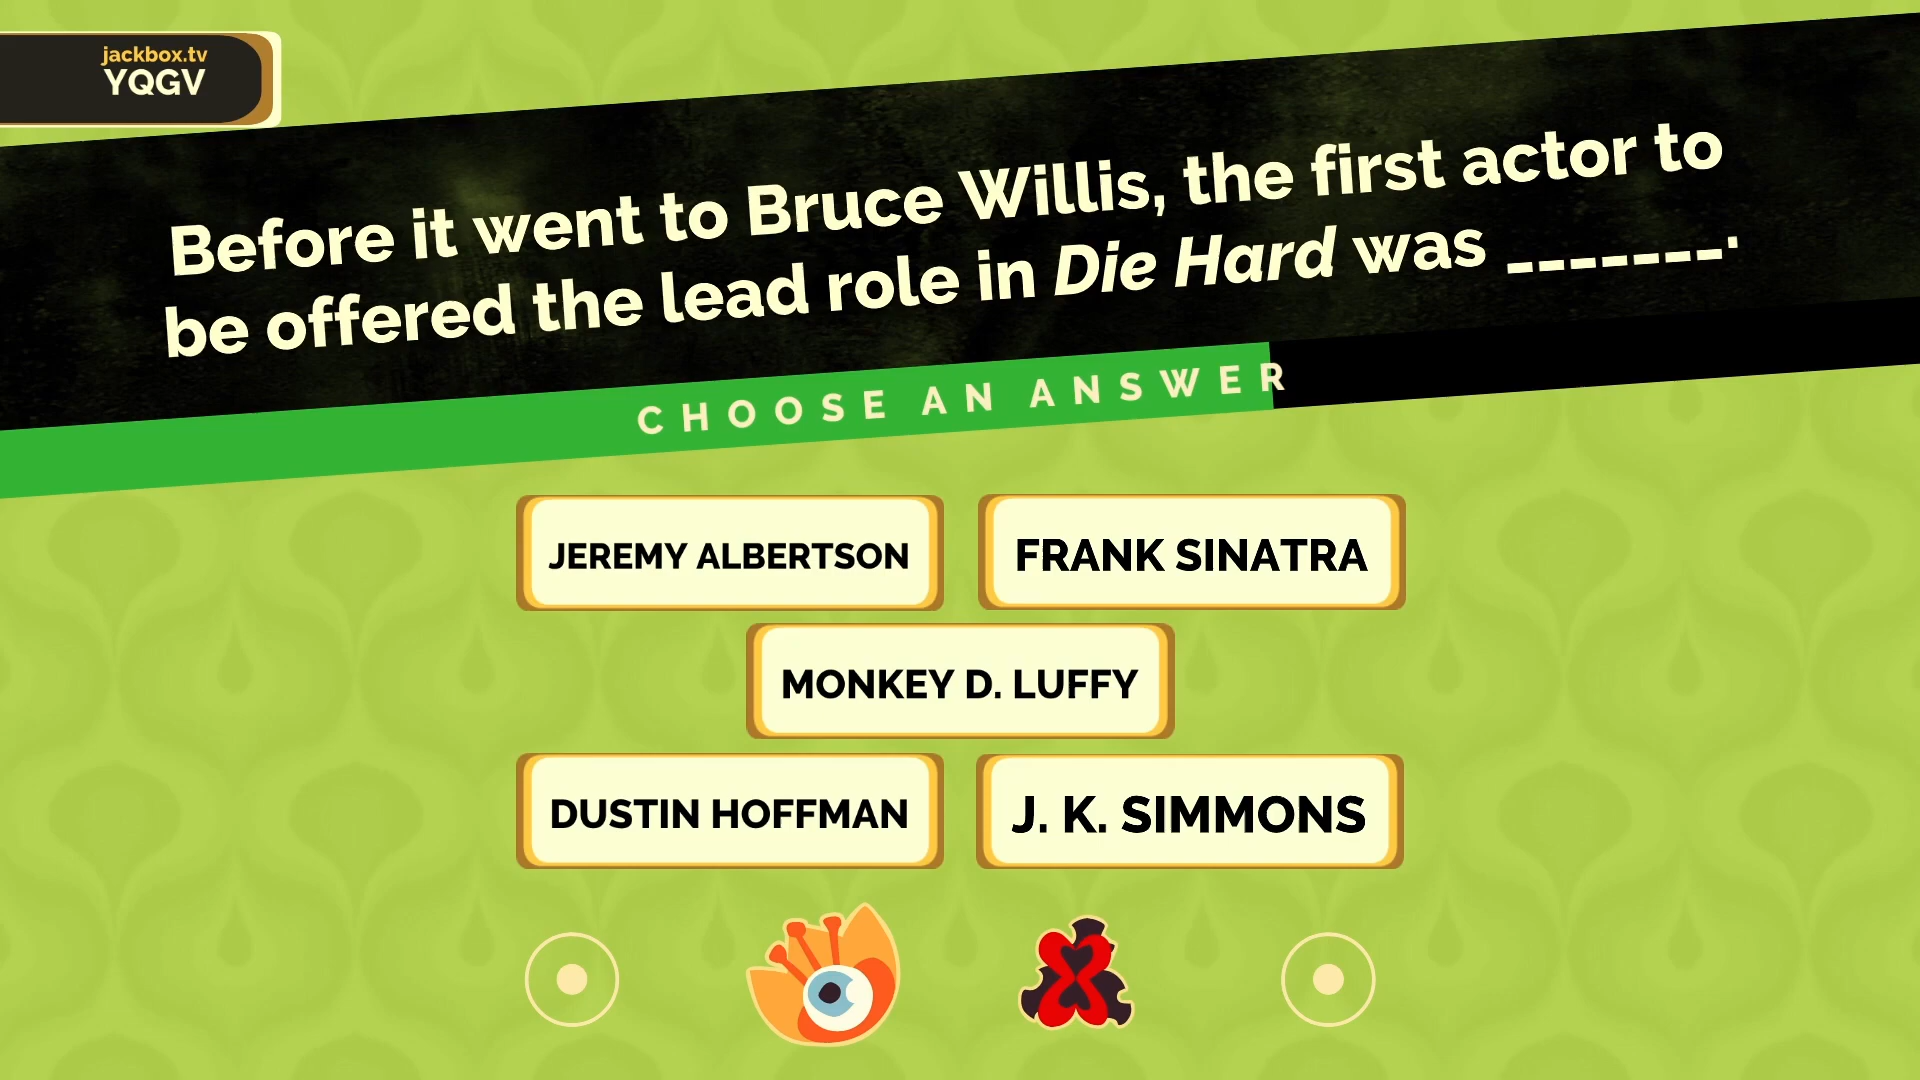 jackbox.tv
YQGV
Before it went to Bruce Willis, the first actor to
be offered the lead role in Die Hard was _______.
CHOOSE AN ANSWER
JEREMY ALBERTSON
FRANK SINATRA
MONKEY D. LUFFY
DUSTIN HOFFMAN
J. K. SIMMONS